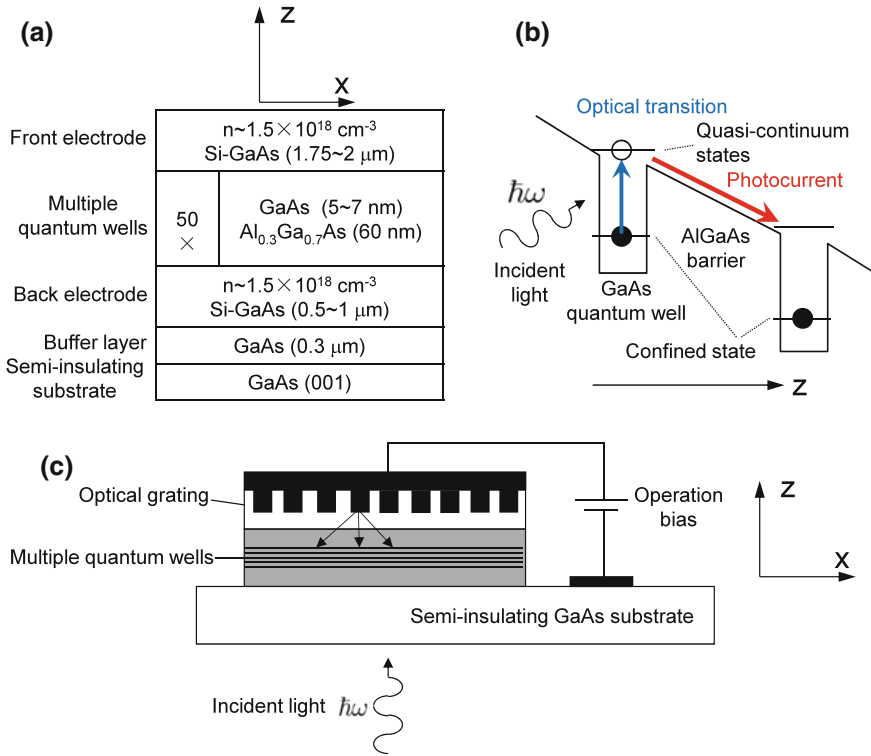 (a)
Z
X
Front electrode
n~1.5×10¹⁸ cm⁻³
Si-GaAs (1.75~2 μm)
Multiple
quantum wells
50
×
GaAs (5~7 nm)
Al₀.₃Ga₀.₇As (60 nm)
Back electrode
n~1.5×10¹⁸ cm⁻³
Si-GaAs (0.5~1 μm)
Buffer layer
GaAs (0.3 μm)
Semi-insulating
substrate
GaAs (001)
(b)
Optical transition
Quasi-continuum
states
Photocurrent
ħω
Incident
light
AlGaAs
barrier
GaAs
quantum well
Confined state
Z
(c)
Optical grating
Multiple quantum wells
Operation
bias
Z
X
Semi-insulating GaAs substrate
Incident light ħω